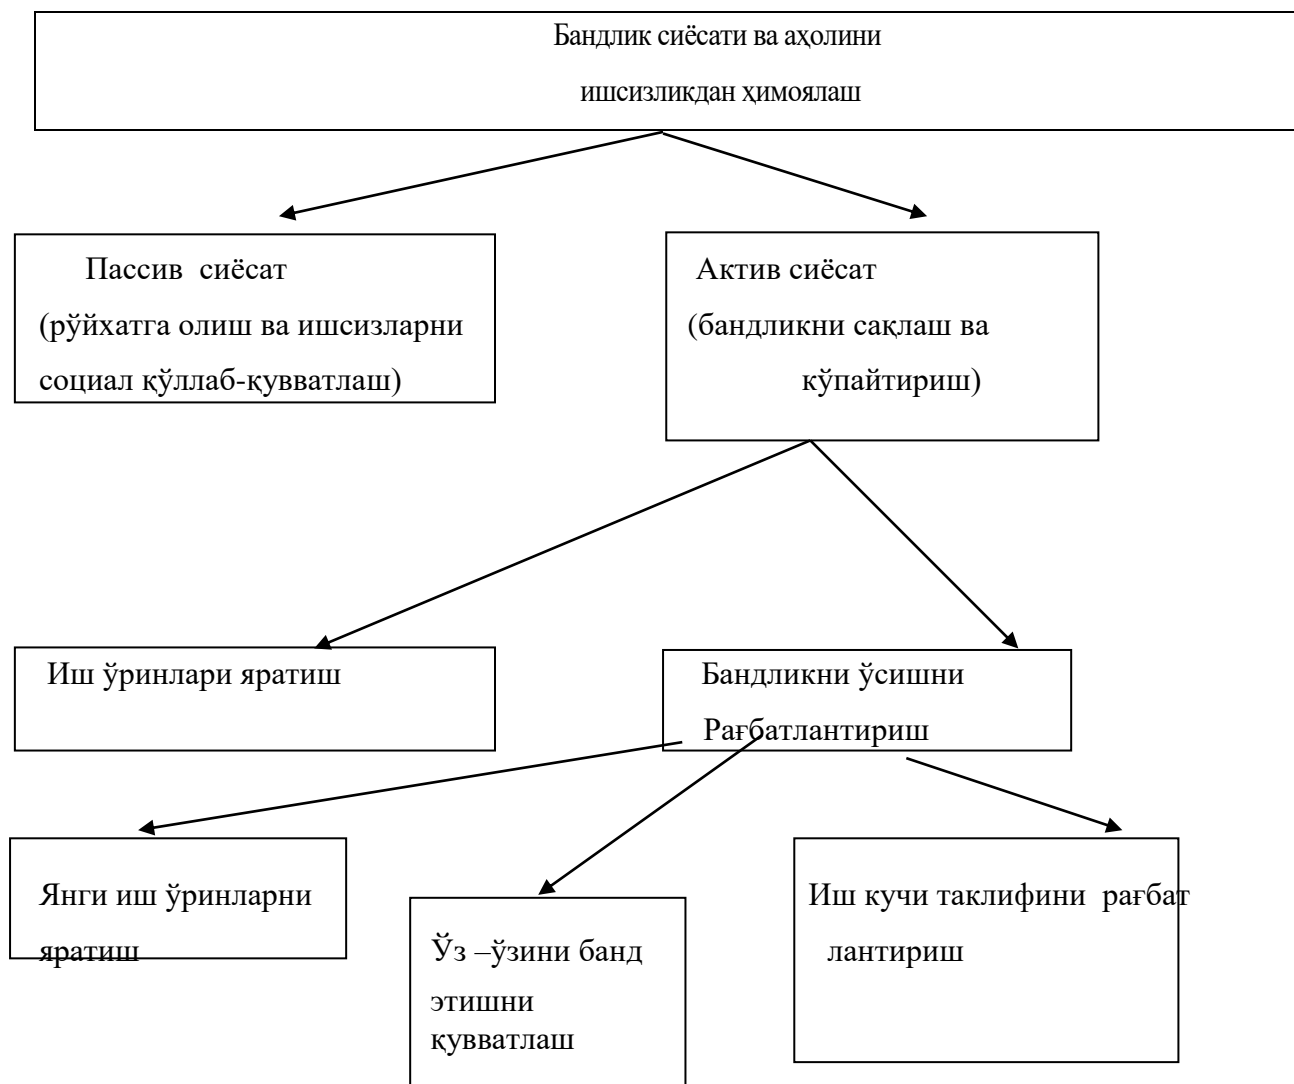 Бандлик сиёсати ва аҳолини
ишсизликдан ҳимоялаш
Пассив сиёсат
(рўйхатга олиш ва ишсизларни
социал қўллаб-қувватлаш)
Актив сиёсат
(бандликни сақлаш ва
кўпайтириш)
Иш ўринлари яратиш
Бандликни ўсишни
Рағбатлантириш
Янги иш ўринларни
яратиш
Ўз –ўзини банд
этишни
қувватлаш
Иш кучи таклифини рағбат
лантириш